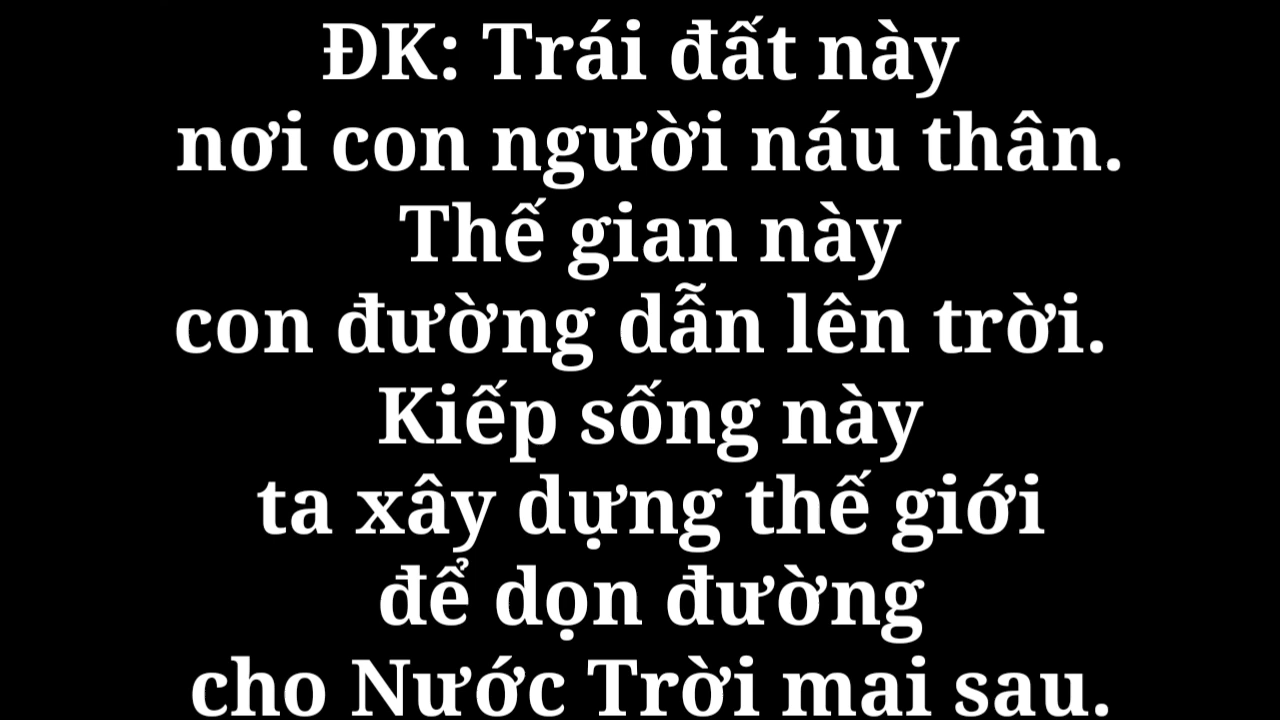 ĐK: Trái đất này
nơi con người náu thân.
Thế gian này
con đường dẫn lên trời.
Kiếp sống này
ta xây dựng thế giới
để dọn đường
cho Nước Trời mai sau.